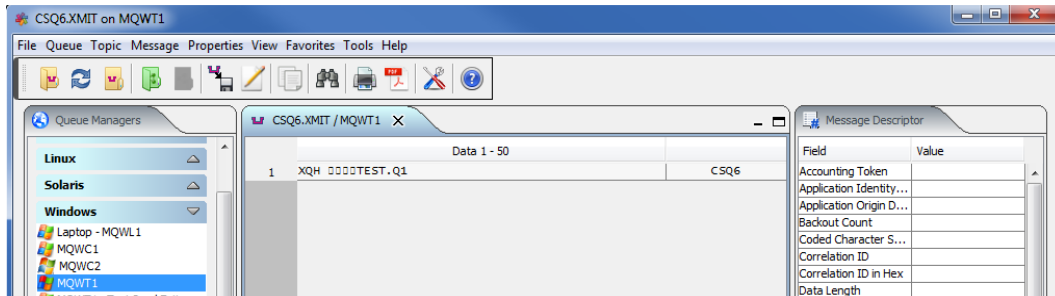 CSQ6.XMIT on MQWT1
File Queue Topic Message Properties View Favorites Tools Help
Queue Managers
Linux
Solaris
Windows
Laptop - MQWL1
MQWC1
MQWC2
MQWT1
CSQ6.XMIT / MQWT1
Data 1 - 50
1 XQH □□□□TEST.Q1 CSQ6
Message Descriptor
Field Value
Accounting Token
Application Identity...
Application Origin D...
Backout Count
Coded Character S...
Correlation ID
Correlation ID in Hex
Data Length